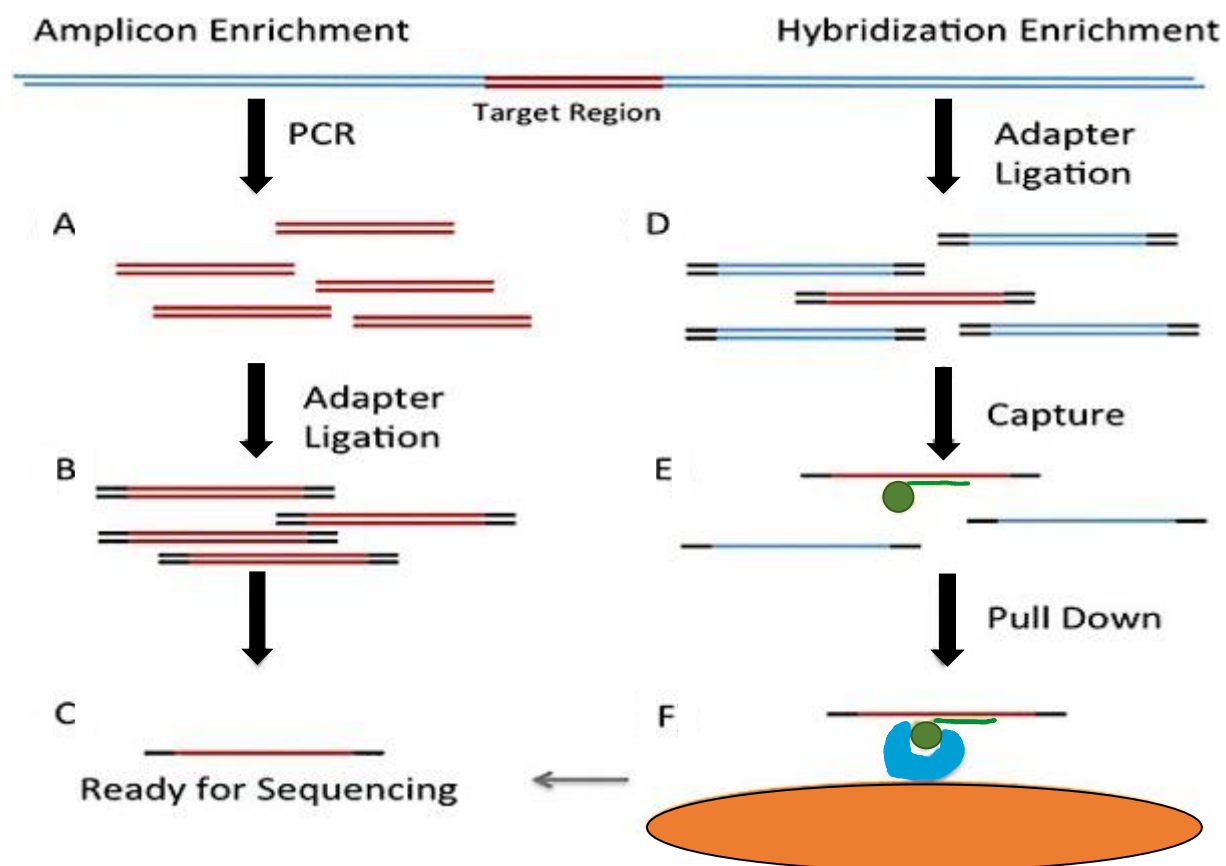 Amplicon Enrichment
Hybridization Enrichment
Target Region
PCR
Adapter
Ligation
A
D
Adapter
Ligation
Capture
B
E
Pull Down
C
F
Ready for Sequencing